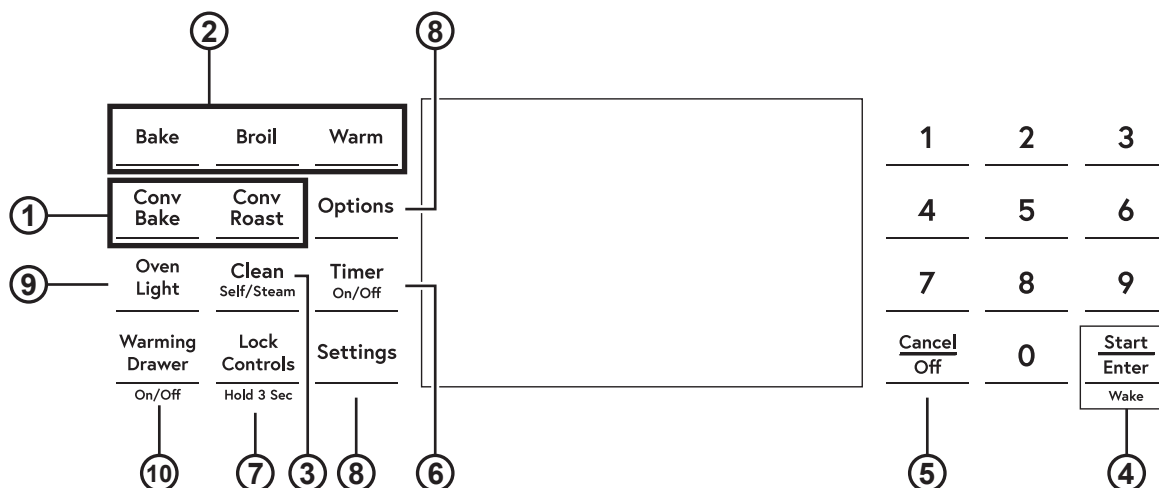 2
8
Bake Broil Warm
1 2 3
1
Conv Bake
Conv Roast
Options
4 5 6
9
Oven Light
Clean
Self/Steam
Timer
On/Off
7 8 9
Warming Drawer
On/Off
Lock Controls
Hold 3 Sec
Settings
Cancel
Off
0
Start
Enter
Wake
10
7
3
8
6
5
4